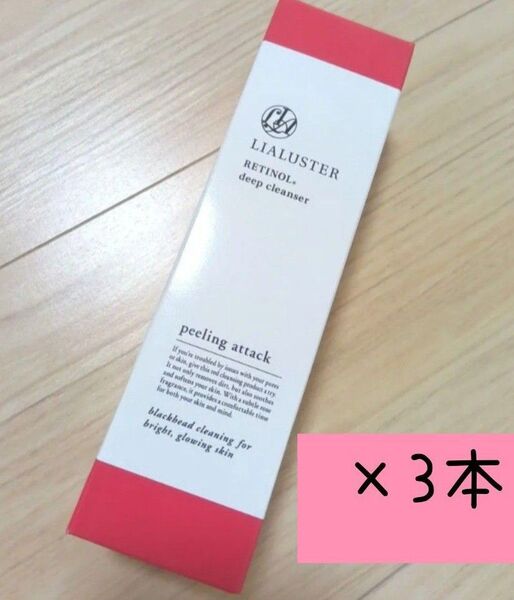 LIA
LIALUSTER
RETINOL*
deep cleanser
peeling attack
If you're troubled by issues with your pores
or skin, give this red cleansing product a try.
It not only removes dirt, but also soothes
and softens your skin. With a subtle rose
fragrance, it provides a comfortable time
for both your skin and mind.
blackhead cleaning for
bright, glowing skin
×3本